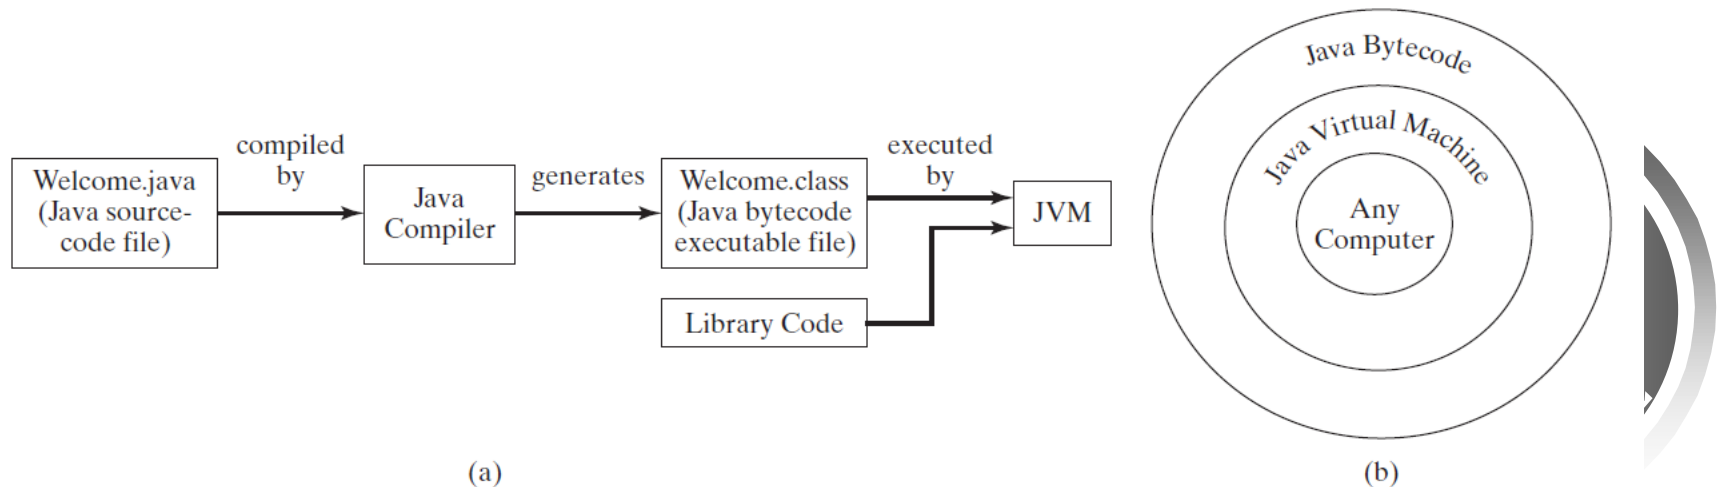 Welcome.java
(Java source-
code file)
compiled
by
Java
Compiler
generates
Welcome.class
(Java bytecode
executable file)
executed
by
JVM
Library Code
(a)
Java Bytecode
Java Virtual Machine
Any
Computer
(b)